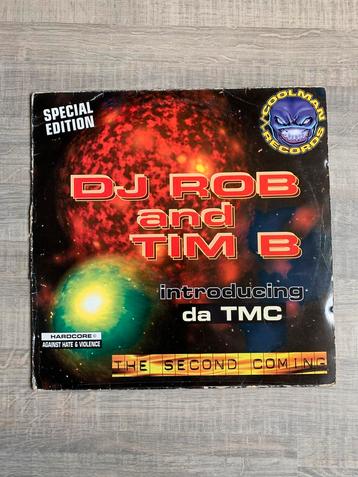 SPECIAL
EDITION
COOLMAN
RECORDS
DJ ROB
and
TIM B
introducing
da TMC
HARDCORE©
AGAINST HATE & VIOLENCE
THE SECOND COMING